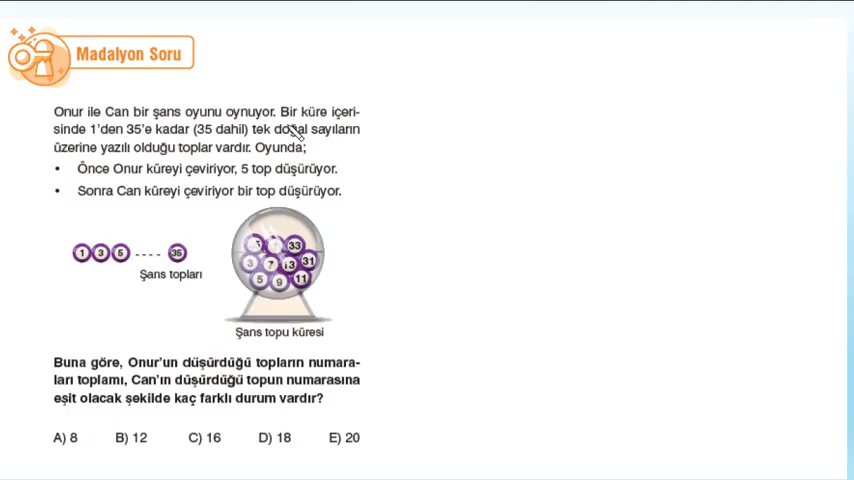 Madalyon Soru
Onur ile Can bir şans oyunu oynuyor. Bir küre içeri-
sinde 1'den 35'e kadar (35 dahil) tek doğal sayıların
üzerine yazılı olduğu toplar vardır. Oyunda;
• Önce Onur küreyi çeviriyor, 5 top düşürüyor.
• Sonra Can küreyi çeviriyor bir top düşürüyor.
1 3 5 ---- 35
Şans topları
33
3 7 13 31
5 9 11
Şans topu küresi
Buna göre, Onur'un düşürdüğü topların numara-
ları toplamı, Can'ın düşürdüğü topun numarasına
eşit olacak şekilde kaç farklı durum vardır?
A) 8 B) 12 C) 16 D) 18 E) 20